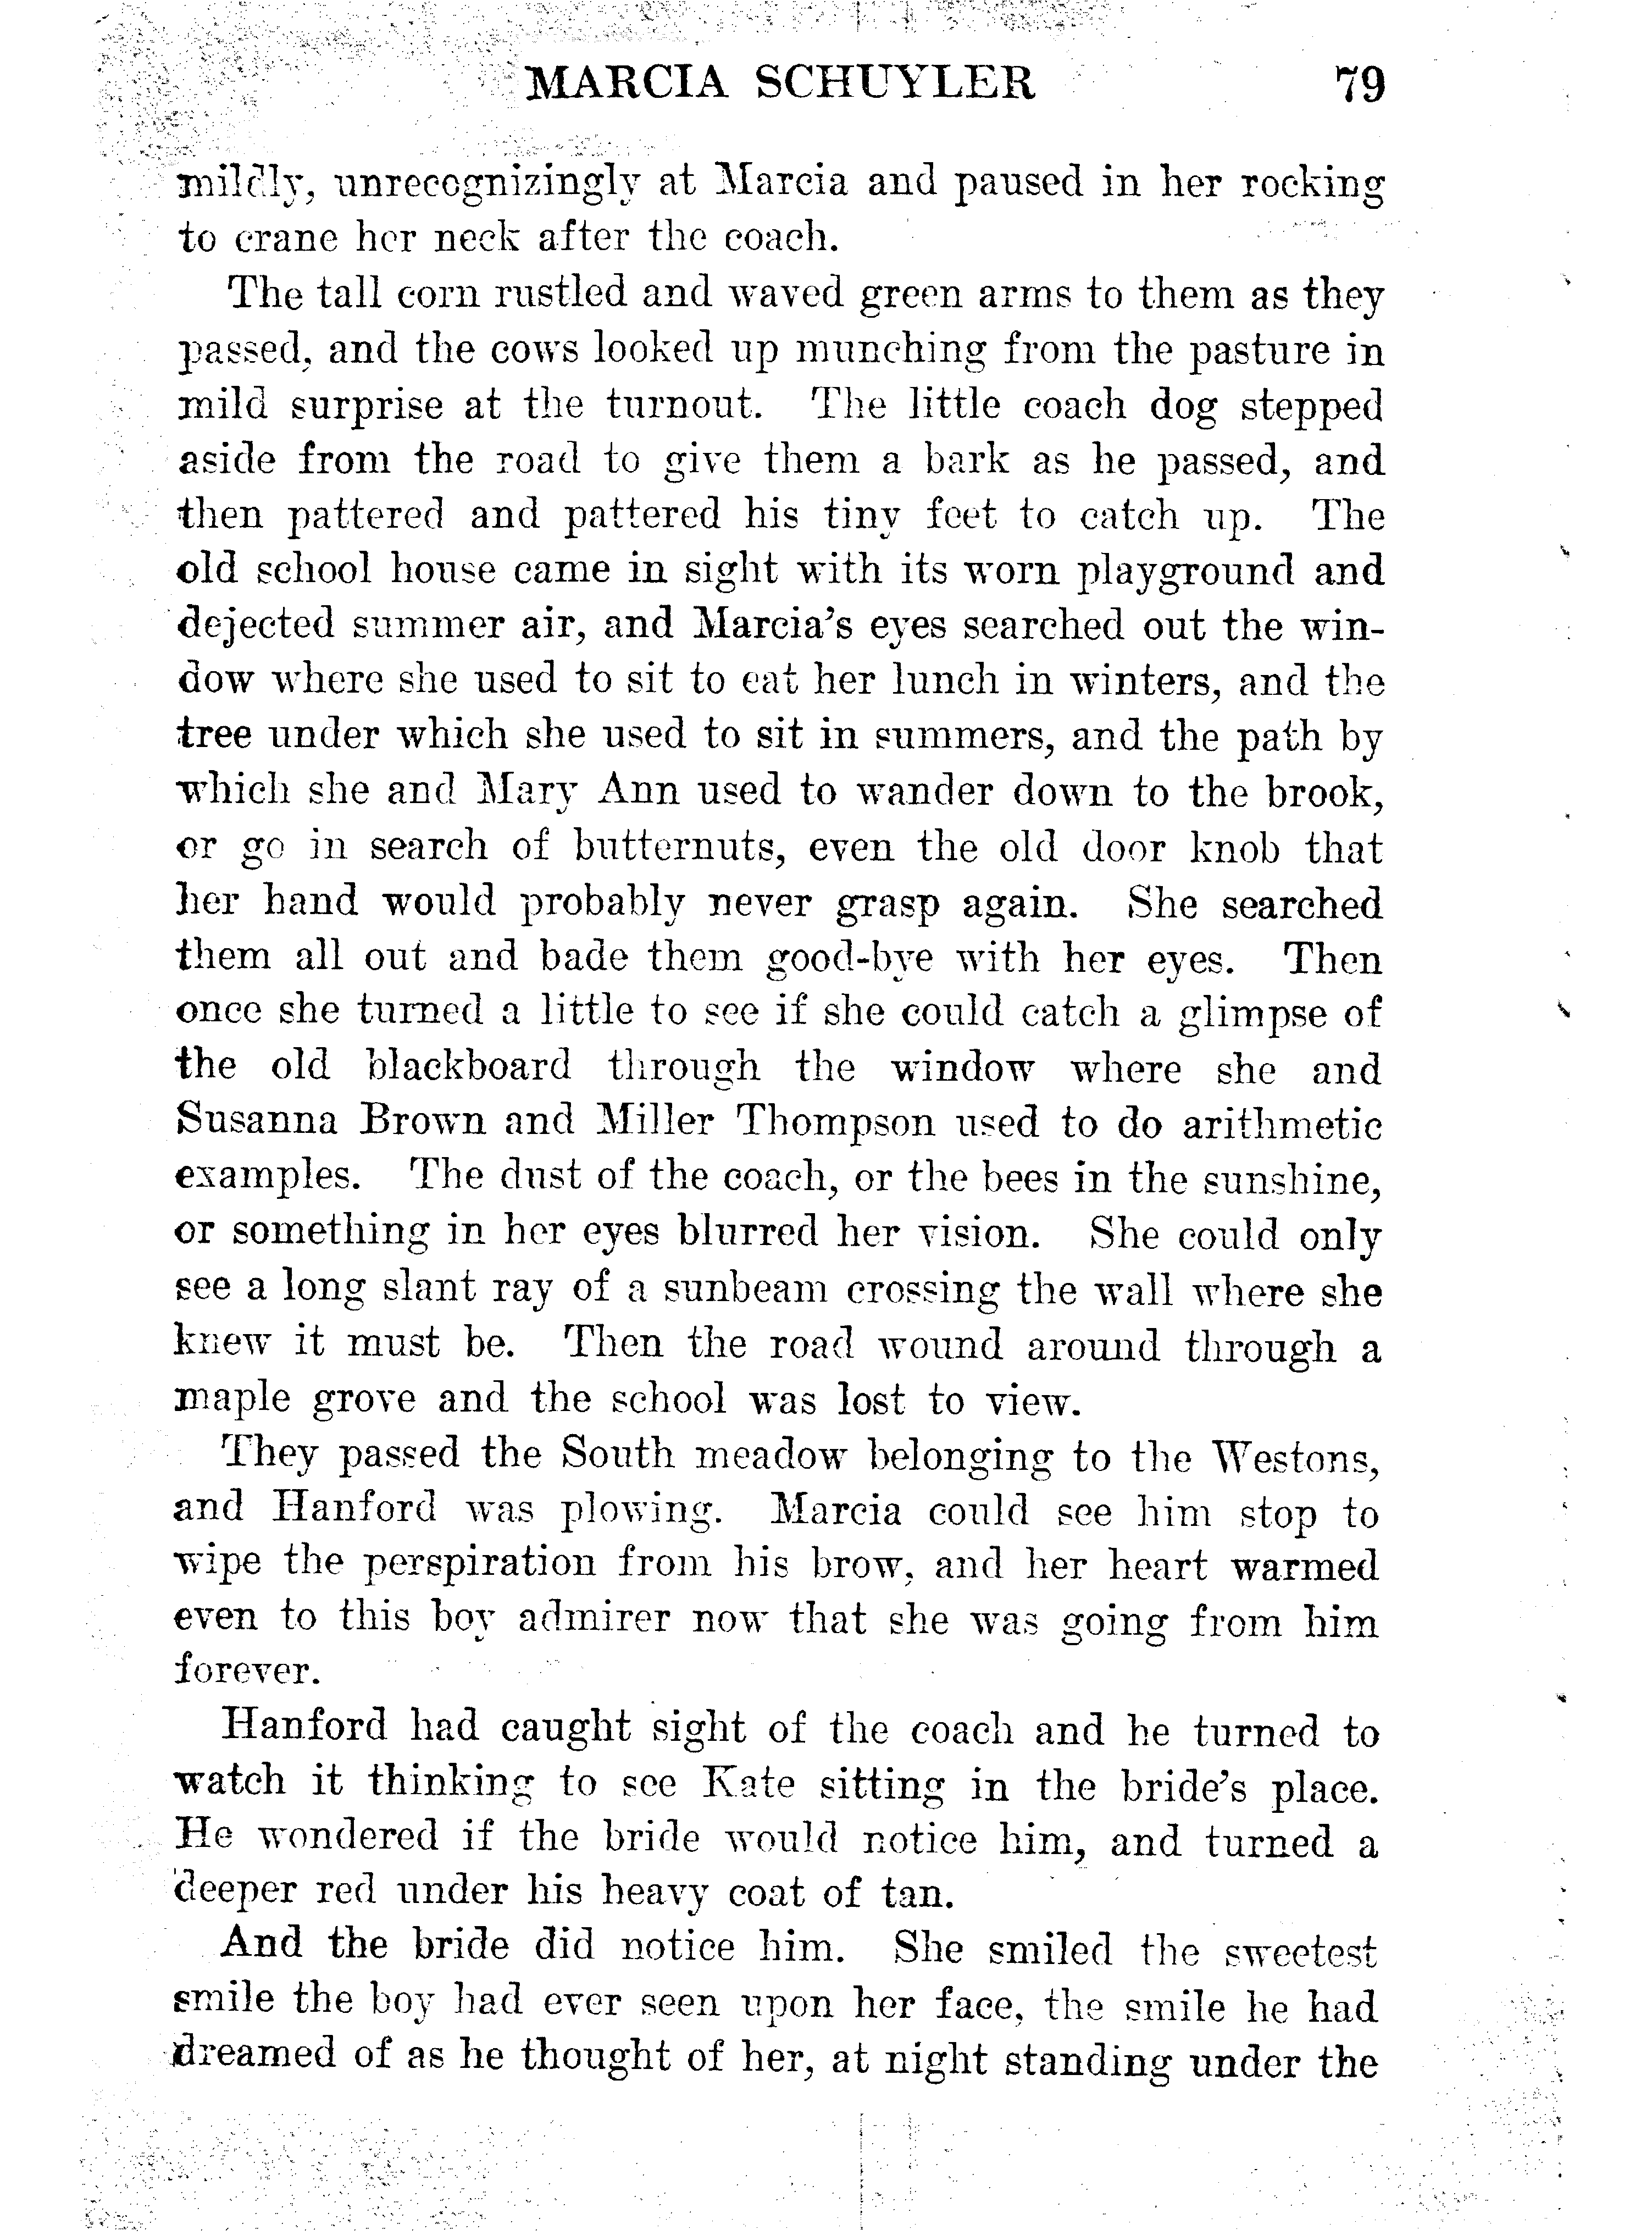 MARCIA SCHUYLER 79
mildly, unrecognizingly at Marcia and paused in her rocking
to crane her neck after the coach.
The tall corn rustled and waved green arms to them as they
passed, and the cows looked up munching from the pasture in
mild surprise at the turnout. The little coach dog stepped
aside from the road to give them a bark as he passed, and
then pattered and pattered his tiny feet to catch up. The
old school house came in sight with its worn playground and
dejected summer air, and Marcia's eyes searched out the win-
dow where she used to sit to eat her lunch in winters, and the
tree under which she used to sit in summers, and the path by
which she and Mary Ann used to wander down to the brook,
or go in search of butternuts, even the old door knob that
her hand would probably never grasp again. She searched
them all out and bade them good-bye with her eyes. Then
once she turned a little to see if she could catch a glimpse of
the old blackboard through the window where she and
Susanna Brown and Miller Thompson used to do arithmetic
examples. The dust of the coach, or the bees in the sunshine,
or something in her eyes blurred her vision. She could only
see a long slant ray of a sunbeam crossing the wall where she
knew it must be. Then the road wound around through a
maple grove and the school was lost to view.
They passed the South meadow belonging to the Westons,
and Hanford was plowing. Marcia could see him stop to
wipe the perspiration from his brow, and her heart warmed
even to this boy admirer now that she was going from him
forever.
Hanford had caught sight of the coach and he turned to
watch it thinking to see Kate sitting in the bride's place.
He wondered if the bride would notice him, and turned a
deeper red under his heavy coat of tan.
And the bride did notice him. She smiled the sweetest
smile the boy had ever seen upon her face, the smile he had
dreamed of as he thought of her, at night standing under the